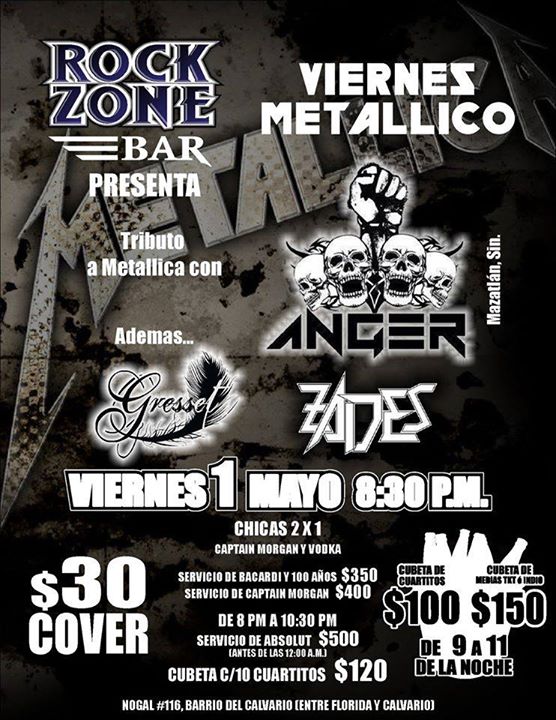 ROCK
ZONE
BAR
PRESENTA
VIERNES
METALLICO
METALLICA
Tributo
a Metallica con
ANGER
Mazatlán, Sin.
Ademas...
Gresset
ZADES
VIERNES 1 MAYO 8:30 P.M.
CHICAS 2 X 1
CAPTAIN MORGAN Y VODKA
$30
COVER
SERVICIO DE BACARDI Y 100 AÑOS $350
SERVICIO DE CAPTAIN MORGAN $400
DE 8 PM A 10:30 PM
SERVICIO DE ABSOLUT $500
(ANTES DE LAS 12:00 A.M.)
CUBETA C/10 CUARTITOS $120
CUBETA DE
CUARTITOS
$100
CUBETA DE
MEDIAS TKT ó INDIO
$150
DE 9 A 11
DE LA NOCHE
NOGAL #116, BARRIO DEL CALVARIO (ENTRE FLORIDA Y CALVARIO)